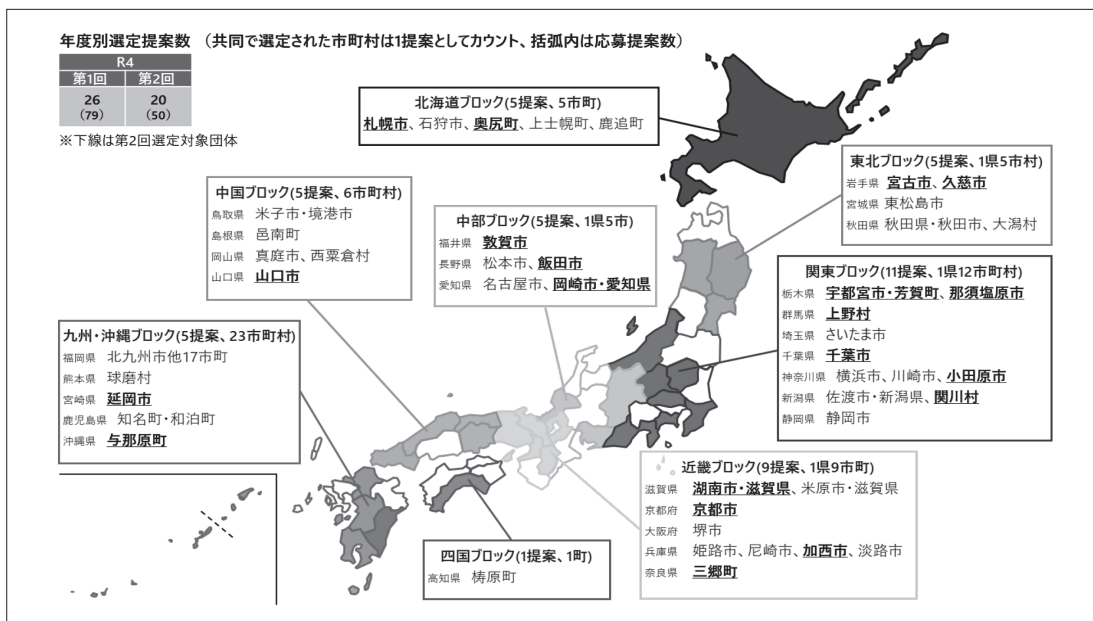 年度別選定提案数 (共同で選定された市町村は1提案としてカウント、括弧内は応募提案数)
R4
第1回 第2回
26 20
(79) (50)
※下線は第2回選定対象団体
北海道ブロック(5提案、5市町)
札幌市、石狩市、奥尻町、上士幌町、鹿追町
東北ブロック(5提案、1県5市村)
岩手県 宮古市、久慈市
宮城県 東松島市
秋田県 秋田県・秋田市、大潟村
中国ブロック(5提案、6市町村)
鳥取県 米子市・境港市
島根県 邑南町
岡山県 真庭市、西粟倉村
山口県 山口市
中部ブロック(5提案、1県5市)
福井県 敦賀市
長野県 松本市、飯田市
愛知県 名古屋市、岡崎市・愛知県
関東ブロック(11提案、1県12市町村)
栃木県 宇都宮市・芳賀町、那須塩原市
群馬県 上野村
埼玉県 さいたま市
千葉県 千葉市
神奈川県 横浜市、川崎市、小田原市
新潟県 佐渡市・新潟県、関川村
静岡県 静岡市
九州・沖縄ブロック(5提案、23市町村)
福岡県 北九州市他17市町
熊本県 球磨村
宮崎県 延岡市
鹿児島県 知名町・和泊町
沖縄県 与那原町
近畿ブロック(9提案、1県9市町)
滋賀県 湖南市・滋賀県、米原市・滋賀県
京都府 京都市
大阪府 堺市
兵庫県 姫路市、尼崎市、加西市、淡路市
奈良県 三郷町
四国ブロック(1提案、1町)
高知県 梼原町